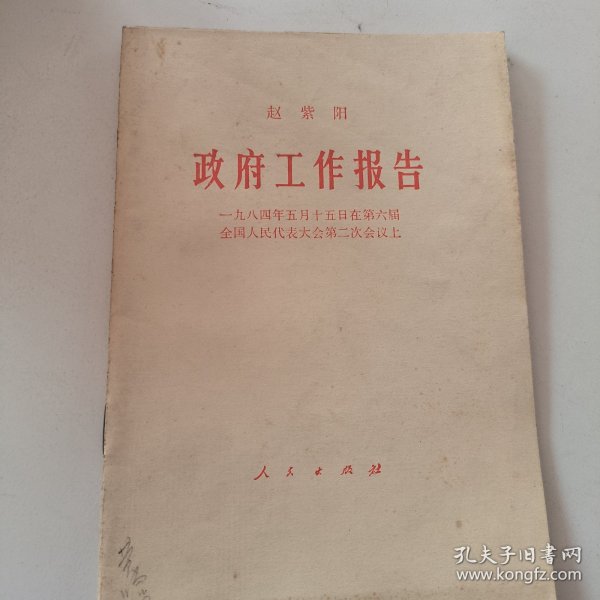 赵紫阳
政府工作报告
一九八四年五月十五日在第六届
全国人民代表大会第二次会议上
人民出版社
孔夫子旧书网
www.kongfz.com